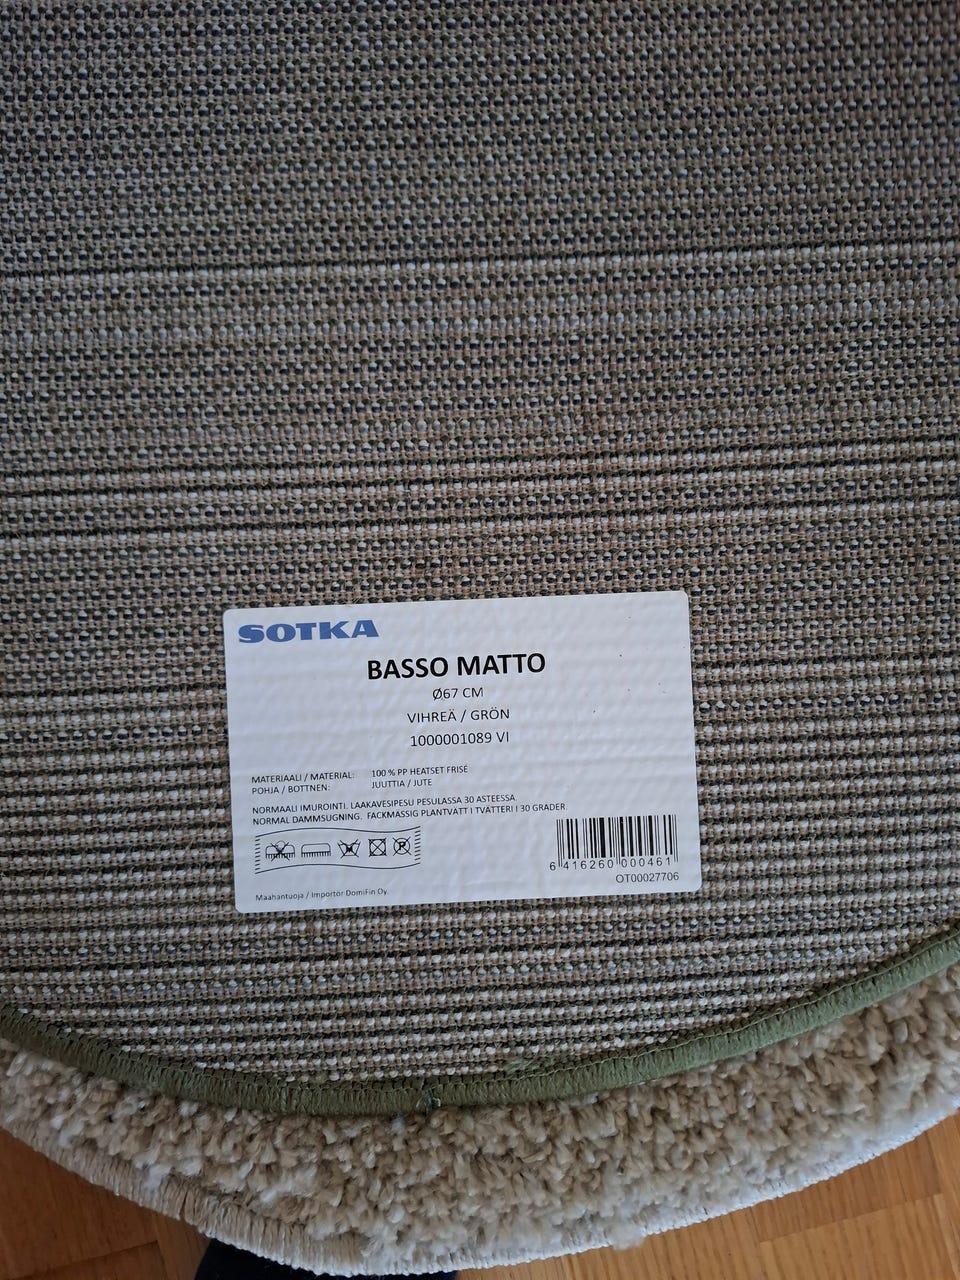 SOTKA
BASSO MATTO
Ø67 CM
VIHREÄ / GRÖN
1000001089 VI
MATERIAALI / MATERIAL: 100 % PP HEATSET FRISÉ
POHJA / BOTTNEN: JUUTTIA / JUTE
NORMAALI IMUROINTI. LAAKAVESIPESU PESULASSA 30 ASTEESSA.
NORMAL DAMMSUGNING. FACKMASSIG PLANTVATT I TVATTERI I 30 GRADER.
P
6 416260 000461
OT00027706
Maahantuoja / Importör DomiFin Oy.